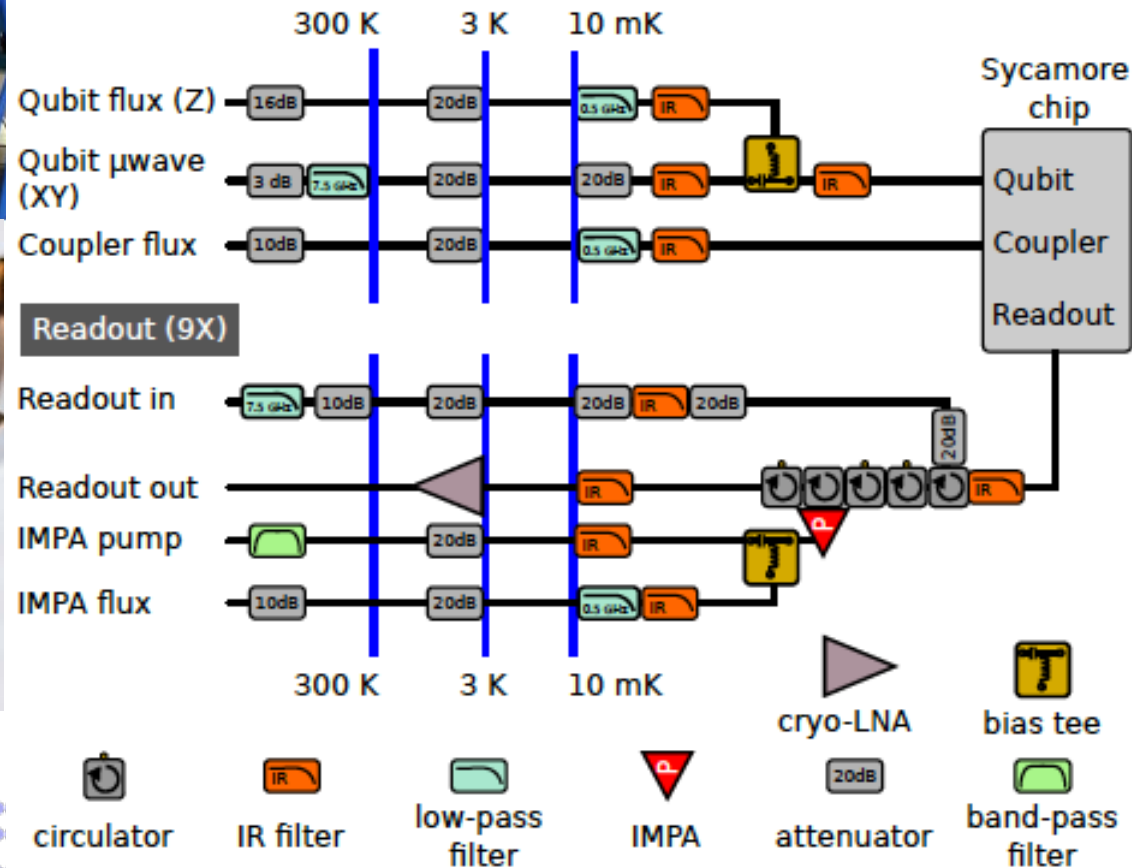 300 K 3 K 10 mK
Sycamore
chip
Qubit flux (Z) 16dB 20dB 0.5 GHz IR
Qubit µwave
(XY)
3 dB 7.5 GHz 20dB 20dB IR IR Qubit
Coupler flux 10dB 20dB 0.5 GHz IR Coupler
Readout
Readout (9X)
Readout in 7.5 GHz 10dB 20dB 20dB IR 20dB
20dB
Readout out IR IR
P
IMPA pump 20dB IR
IMPA flux 10dB 20dB 0.5 GHz IR
300 K 3 K 10 mK
cryo-LNA bias tee
IR P 20dB
circulator IR filter low-pass
filter IMPA attenuator band-pass
filter